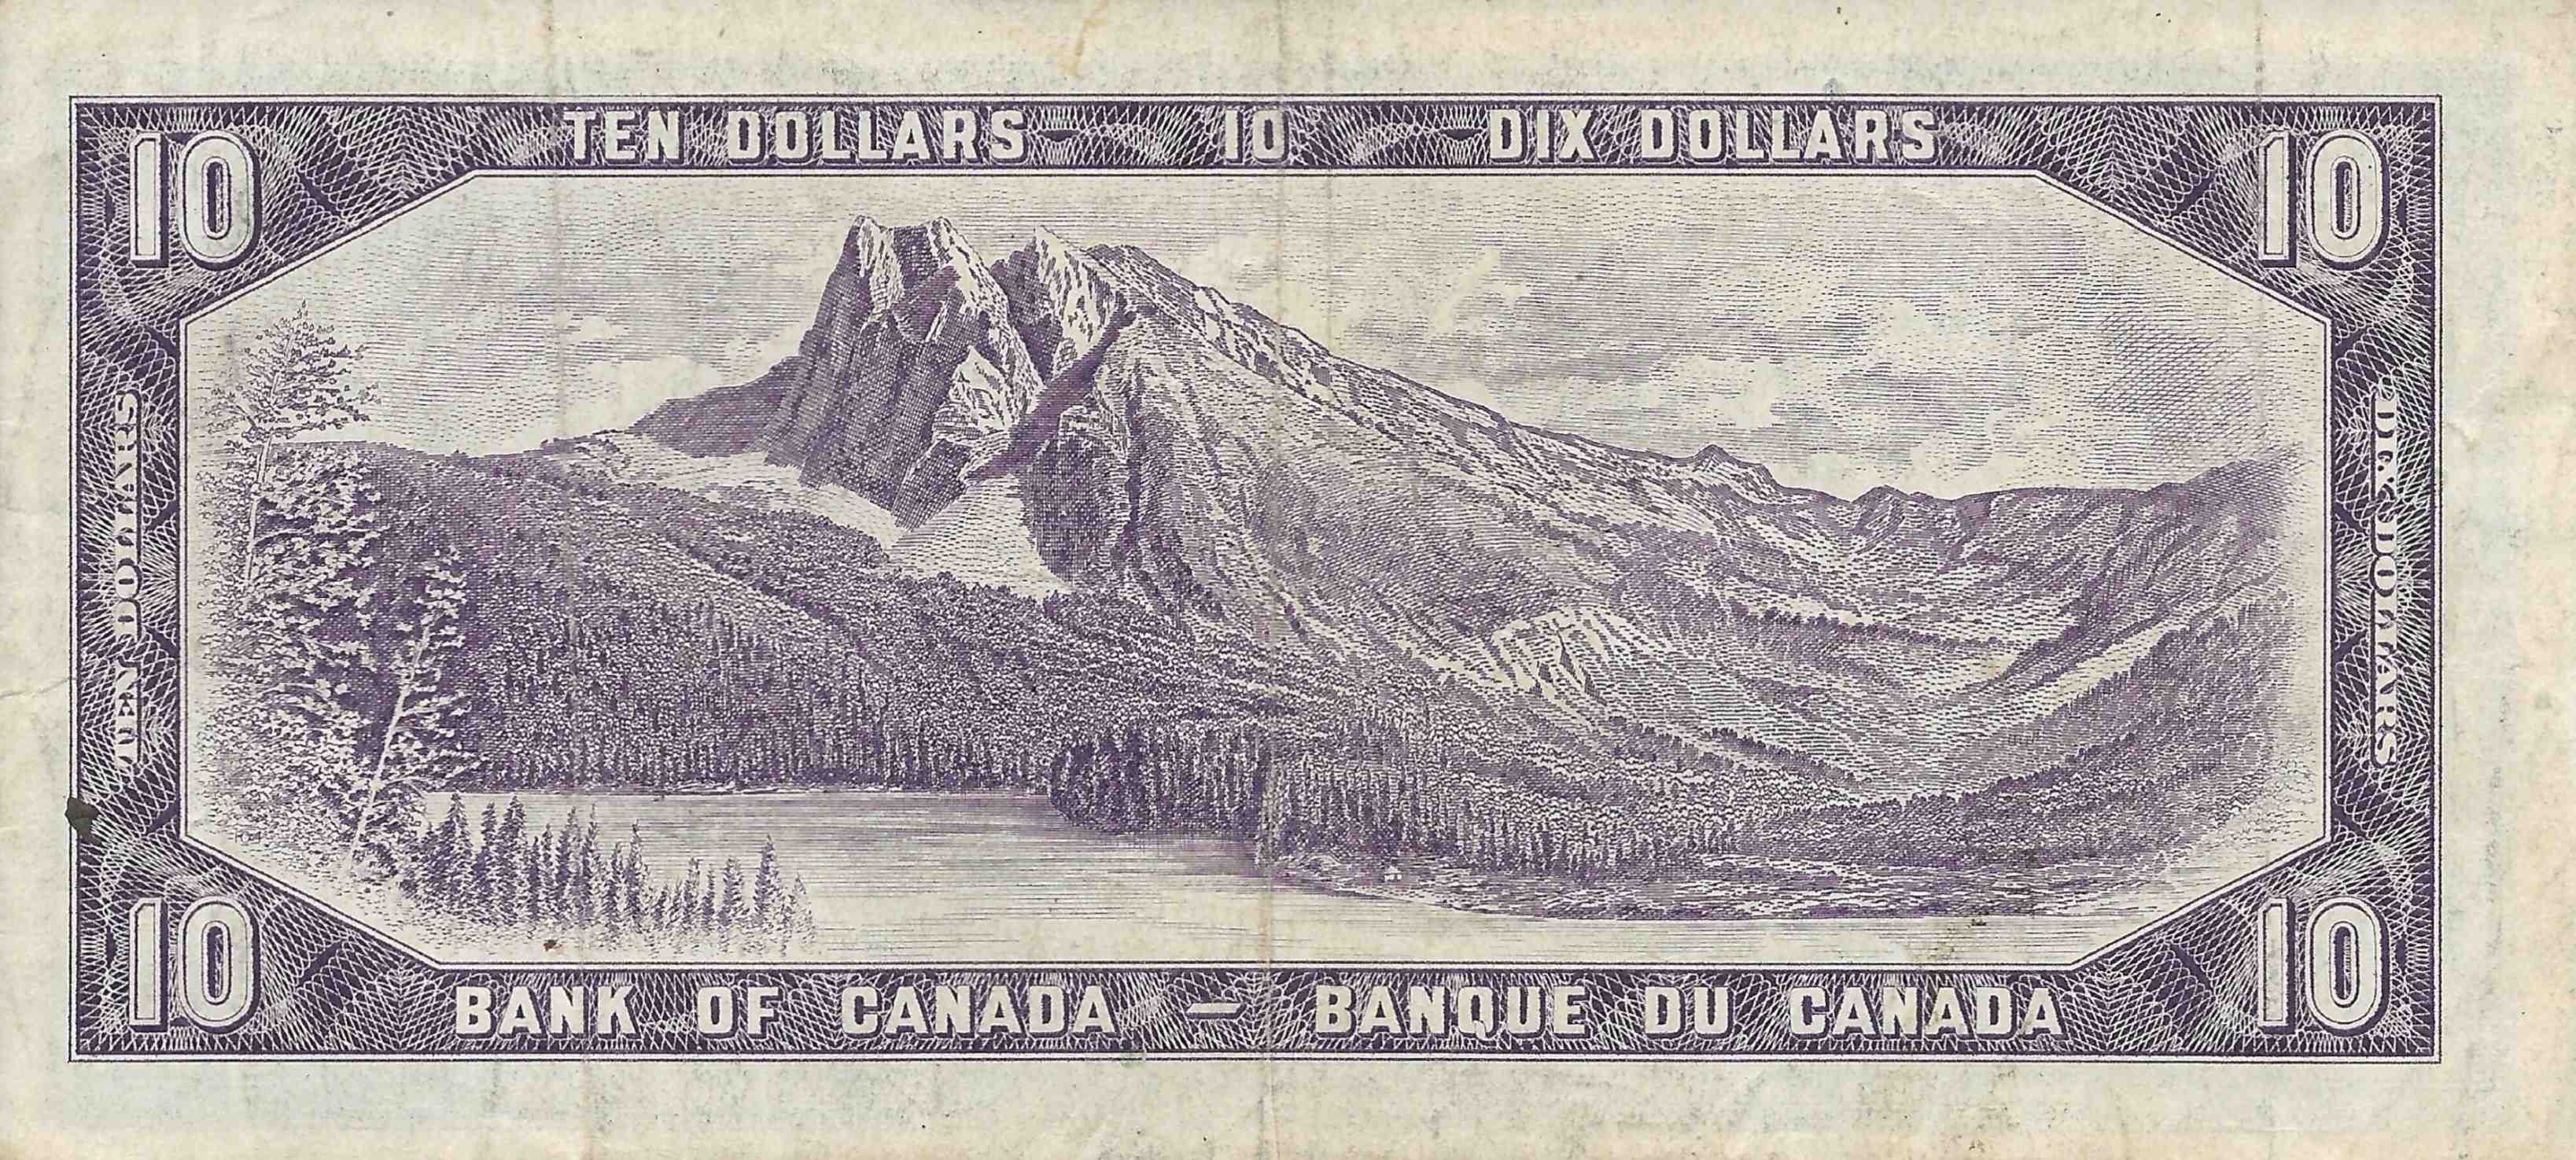 10 TEN DOLLARS 10 DIX DOLLARS 10
TEN DOLLARS
DIX DOLLARS
10 BANK OF CANADA — BANQUE DU CANADA 10